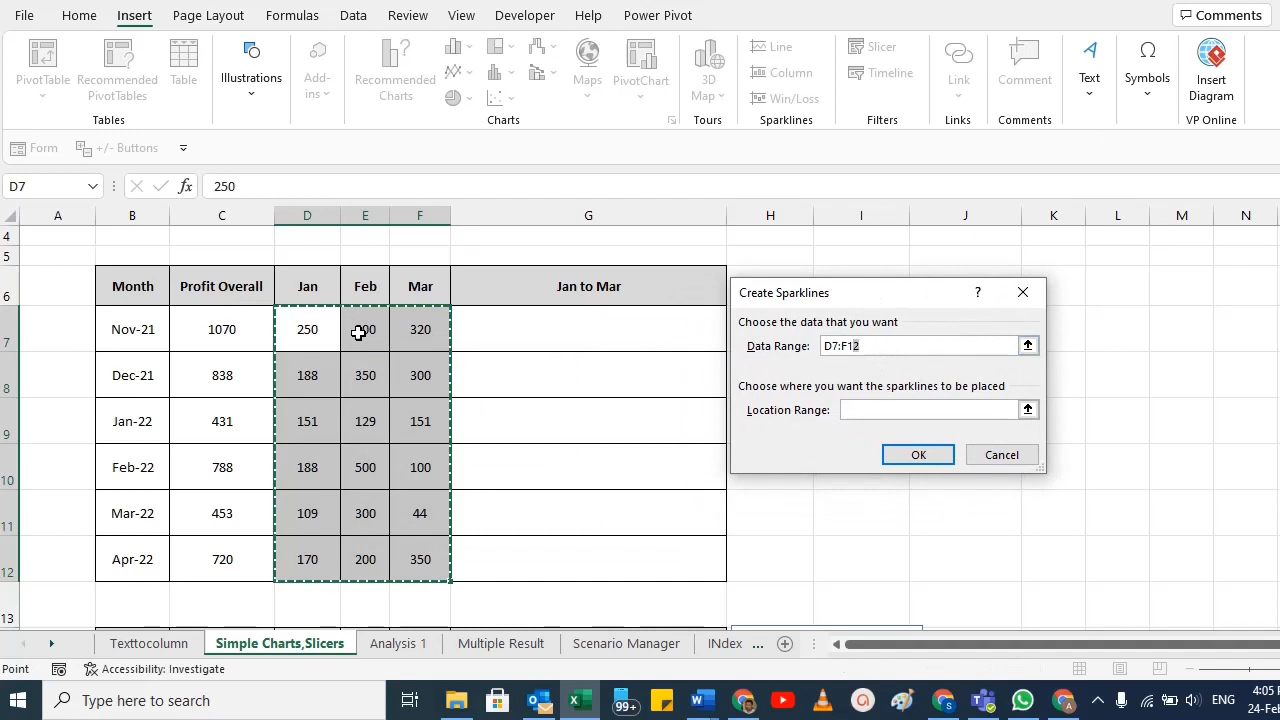 File Home Insert Page Layout Formulas Data Review View Developer Help Power Pivot Comments
PivotTable Recommended PivotTables Table Illustrations Add-ins Recommended Charts Maps PivotChart 3D Map Line Column Win/Loss Slicer Timeline Link Comment Text Symbols Insert Diagram
Tables Charts Tours Sparklines Filters Links Comments VP Online
Form +/- Buttons
D7 fx 250
A B C D E F G H I J K L M N
4
5
6 Month Profit Overall Jan Feb Mar Jan to Mar
7 Nov-21 1070 250 320
8 Dec-21 838 188 350 300
9 Jan-22 431 151 129 151
10 Feb-22 788 188 500 100
11 Mar-22 453 109 300 44
12 Apr-22 720 170 200 350
13
Create Sparklines ?
Choose the data that you want
Data Range: D7:F12
Choose where you want the sparklines to be placed
Location Range:
OK Cancel
Texttocolumn Simple Charts,Slicers Analysis 1 Multiple Result Scenario Manager INdex ...
Point Accessibility: Investigate
Type here to search 99+ ENG 4:05 P
24-Feb